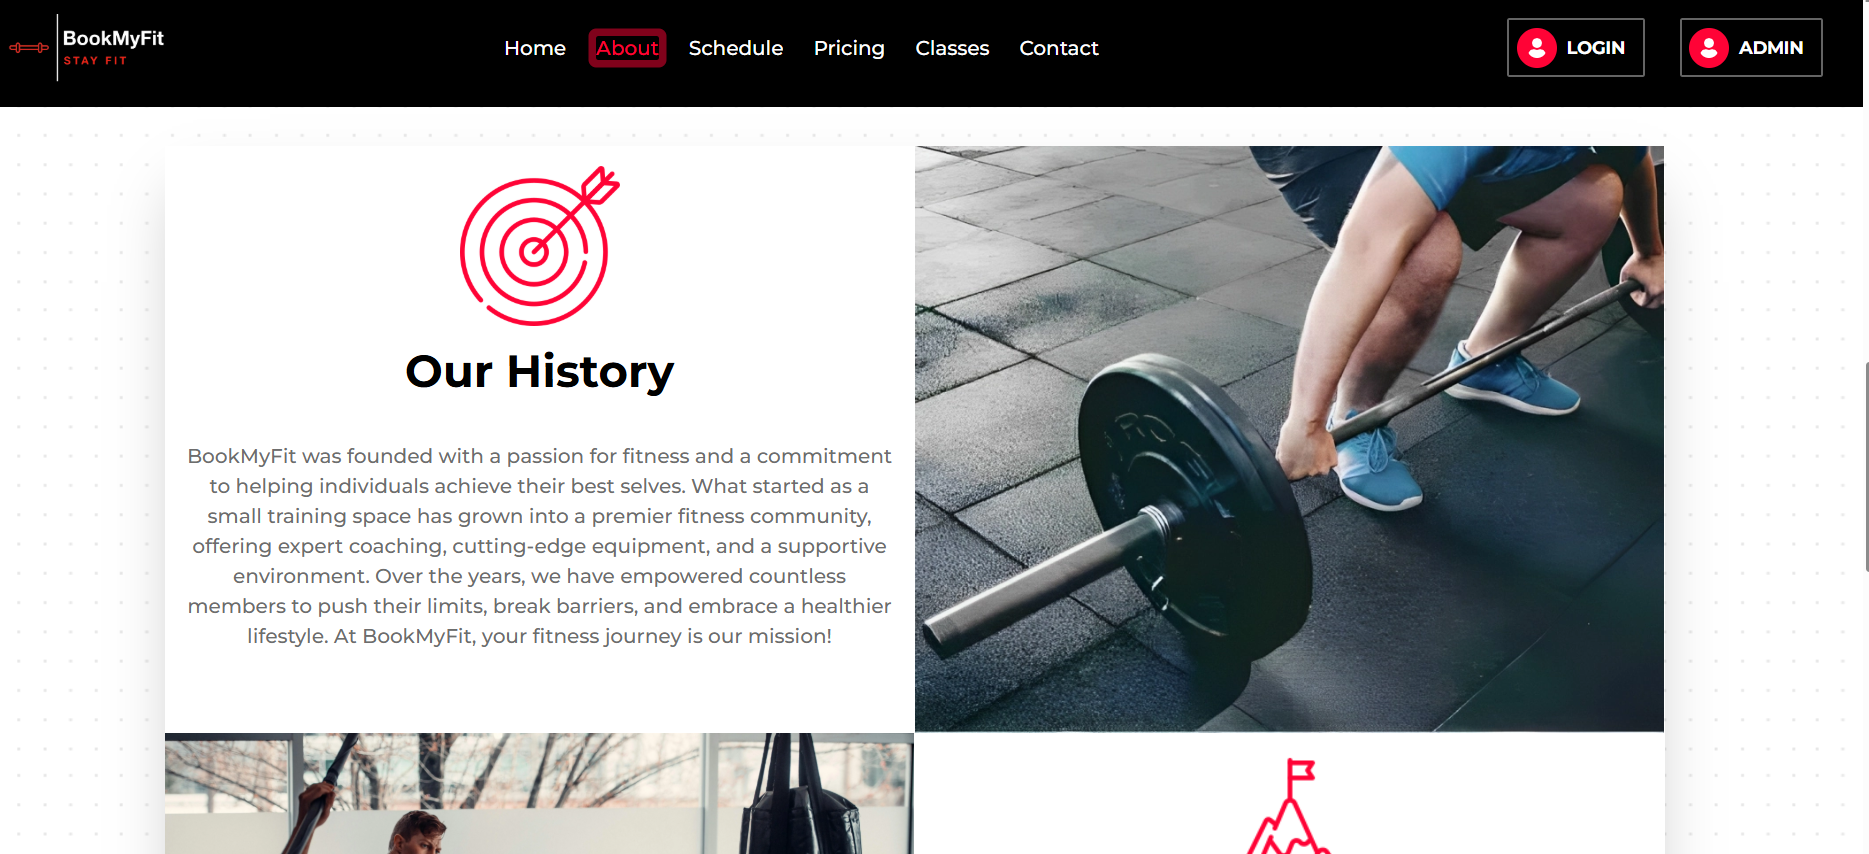 BookMyFit
STAY FIT
Home
About
Schedule
Pricing
Classes
Contact
LOGIN
ADMIN
Our History
BookMyFit was founded with a passion for fitness and a commitment
to helping individuals achieve their best selves. What started as a
small training space has grown into a premier fitness community,
offering expert coaching, cutting-edge equipment, and a supportive
environment. Over the years, we have empowered countless
members to push their limits, break barriers, and embrace a healthier
lifestyle. At BookMyFit, your fitness journey is our mission!